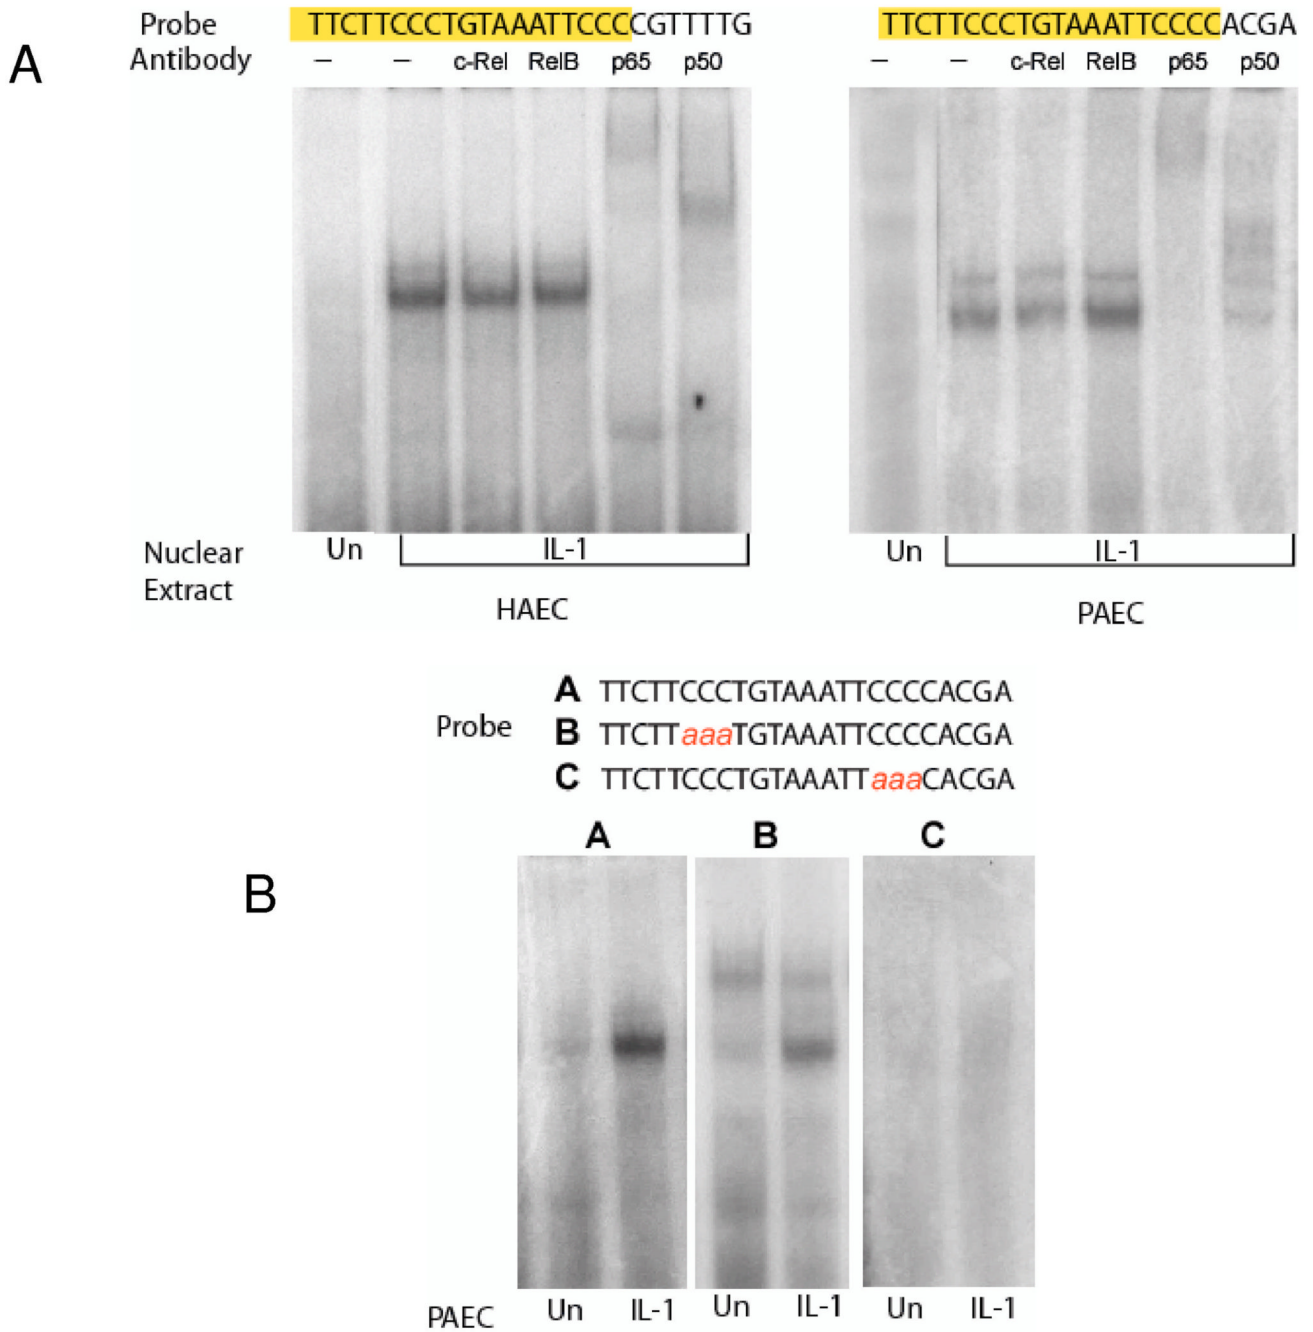 A
Probe TTCTTCCCTGTAAATTCCCCCGTTTTG TTCTTCCCTGTAAATTCCCCACGA
Antibody – – c-Rel RelB p65 p50 – – c-Rel RelB p65 p50
Nuclear Extract Un IL-1 Un IL-1
HAEC PAEC
Probe
A TTCTTCCCTGTAAATTCCCCACGA
B TTCTTaaaTGTAAATTCCCCACGA
C TTCTTCCCTGTAAATTaaaCACGA
A B C
B
PAEC Un IL-1 Un IL-1 Un IL-1